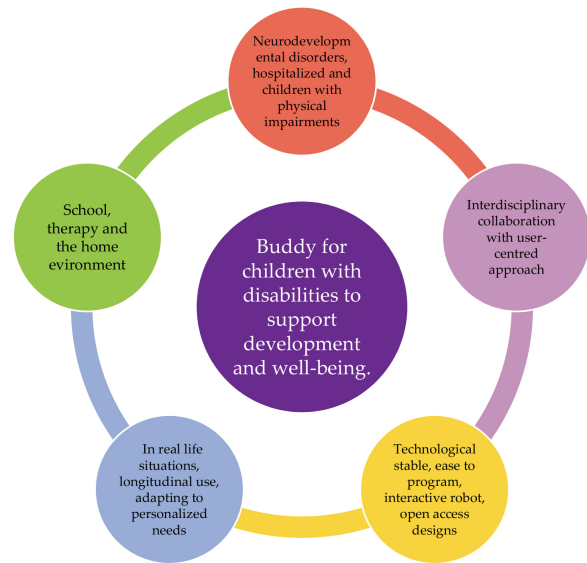 Neurodevelopm
ental disorders,
hospitalized and
children with
physical
impairments
Interdisciplinary
collaboration
with user-
centred
approach
Technological
stable, ease to
program,
interactive robot,
open access
designs
In real life
situations,
longitudinal use,
adapting to
personalized
needs
School,
therapy and
the home
evironment
Buddy for
children with
disabilities to
support
development
and well-being.